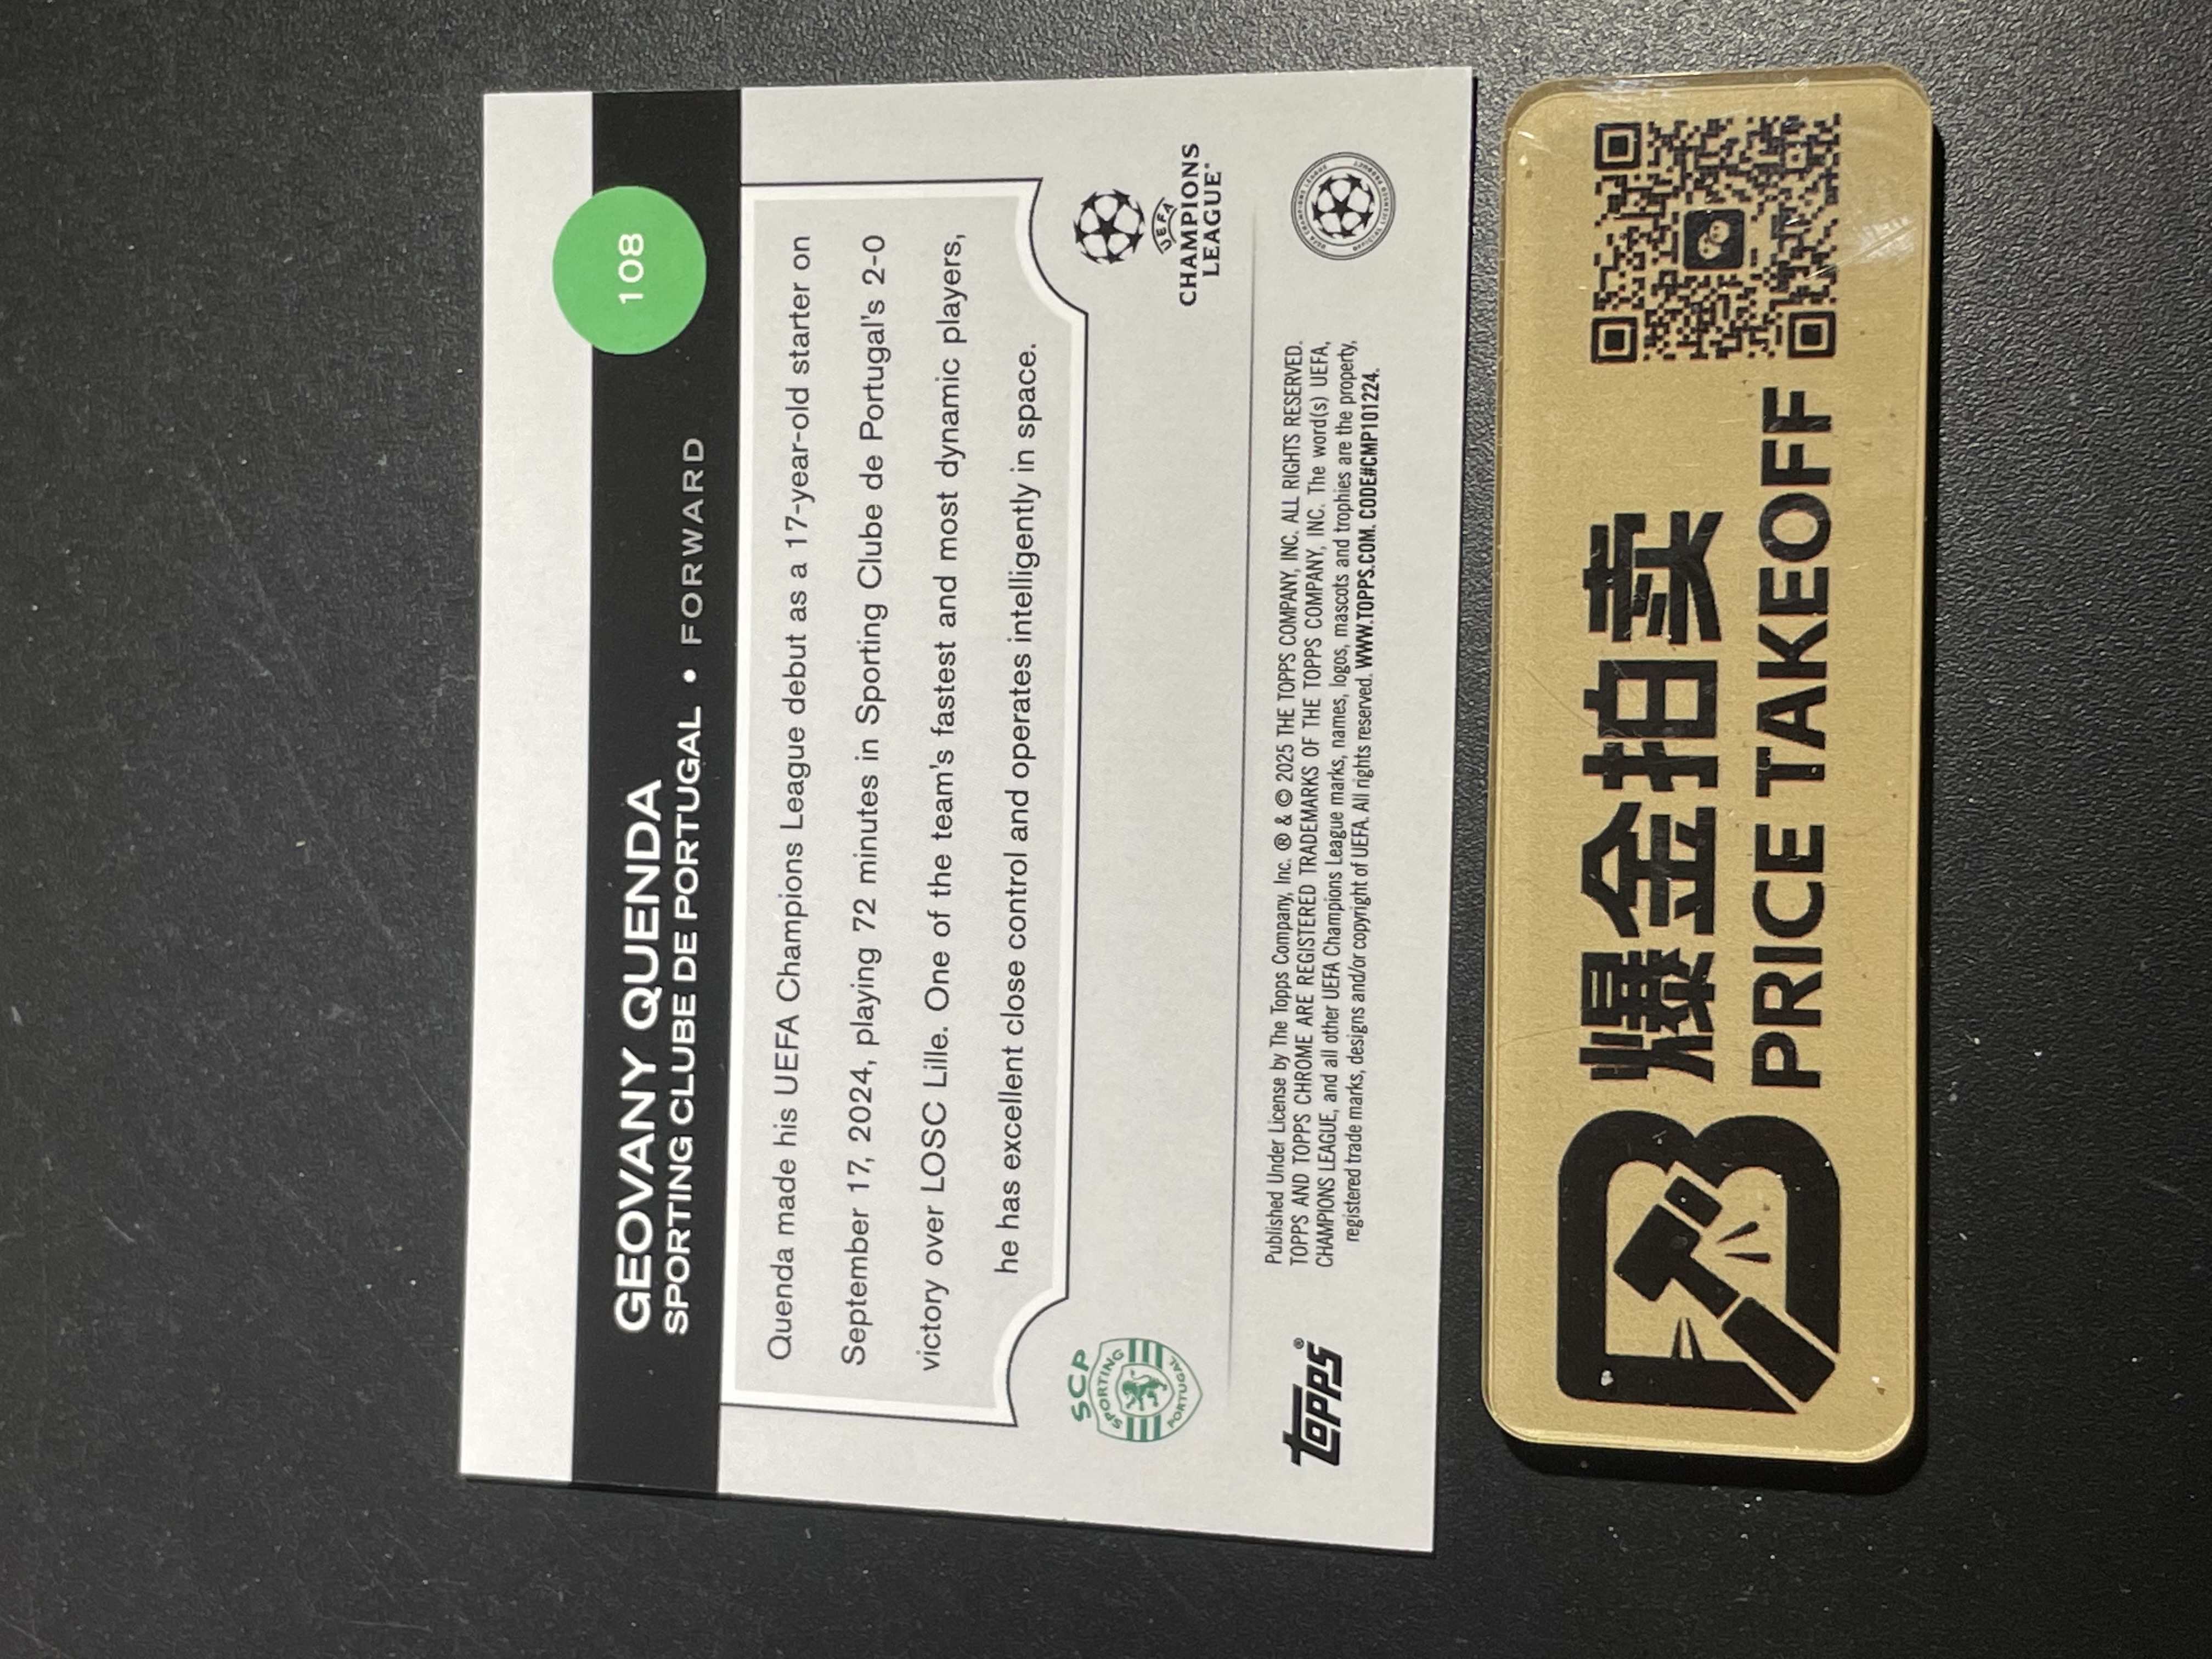 108
GEOVANY QUENDA
SPORTING CLUBE DE PORTUGAL • FORWARD
Quenda made his UEFA Champions League debut as a 17-year-old starter on
September 17, 2024, playing 72 minutes in Sporting Clube de Portugal's 2-0
victory over LOSC Lille. One of the team's fastest and most dynamic players,
he has excellent close control and operates intelligently in space.
SCP
SPORTING
PORTUGAL
UEFA
CHAMPIONS
LEAGUE®
topps®
Published Under License by The Topps Company, Inc. ® & © 2025 THE TOPPS COMPANY, INC. ALL RIGHTS RESERVED.
TOPPS AND TOPPS CHROME ARE REGISTERED TRADEMARKS OF THE TOPPS COMPANY, INC. The word(s) UEFA,
CHAMPIONS LEAGUE, and all other UEFA Champions League marks, names, logos, mascots and trophies are the property,
registered trade marks, designs and/or copyright of UEFA. All rights reserved. WWW.TOPPS.COM. CODE#CMP101224.
爆金拍卖
PRICE TAKEOFF